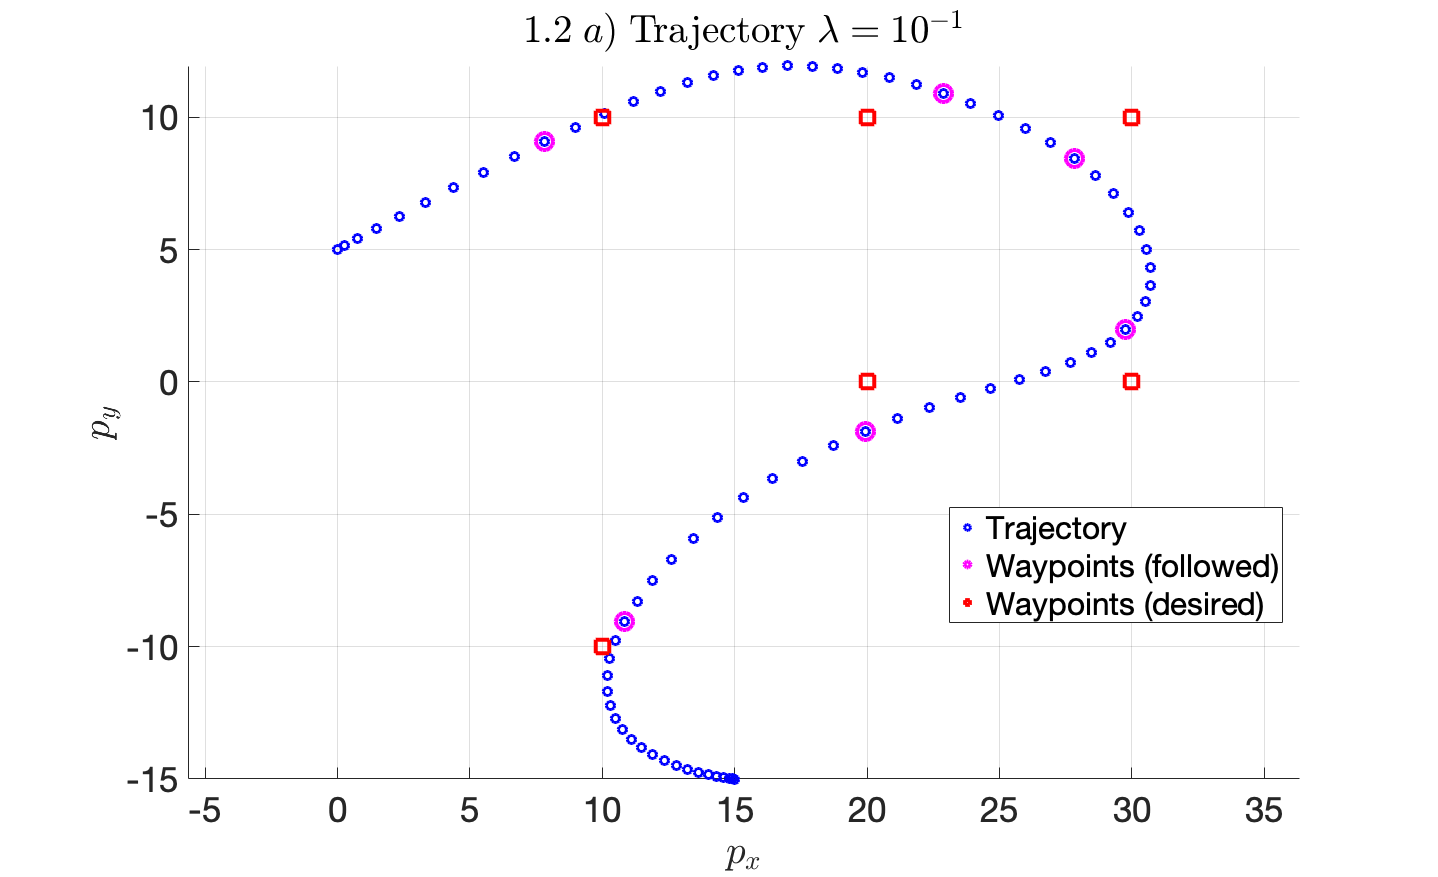 1.2 a) Trajectory λ = 10⁻¹
10
5
0
-5
-10
-15
p_y
Trajectory
Waypoints (followed)
Waypoints (desired)
-5 0 5 10 15 20 25 30 35
p_x